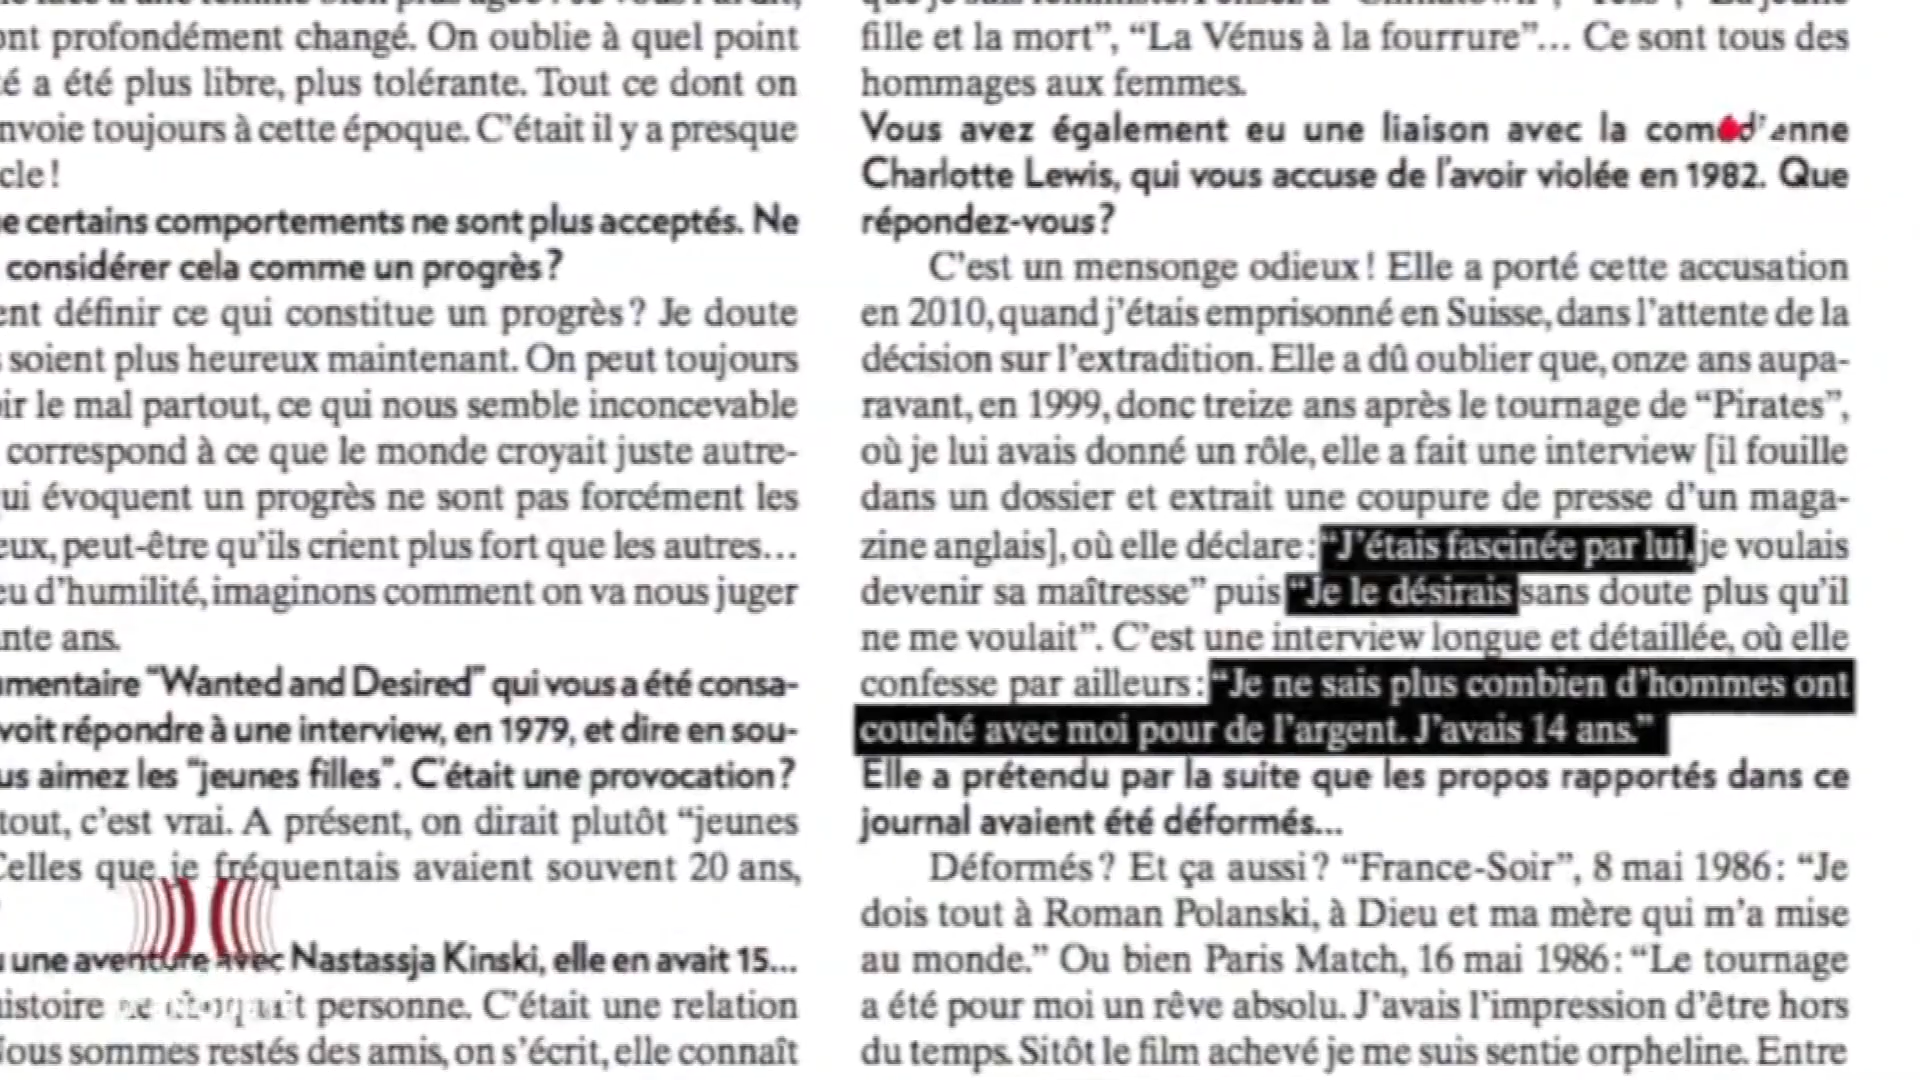 ont profondément changé. On oublie à quel point
é a été plus libre, plus tolérante. Tout ce dont on
nvoie toujours à cette époque. C’était il y a presque
cle !
e certains comportements ne sont plus acceptés. Ne
considérer cela comme un progrès ?
ent définir ce qui constitue un progrès ? Je doute
soient plus heureux maintenant. On peut toujours
ir le mal partout, ce qui nous semble inconcevable
correspond à ce que le monde croyait juste autre-
ui évoquent un progrès ne sont pas forcément les
eux, peut-être qu’ils crient plus fort que les autres…
eu d’humilité, imaginons comment on va nous juger
nte ans.
mentaire “Wanted and Desired” qui vous a été consa-
voit répondre à une interview, en 1979, et dire en sou-
us aimez les “jeunes filles”. C’était une provocation ?
tout, c’est vrai. A présent, on dirait plutôt “jeunes
Celles que je fréquentais avaient souvent 20 ans,
une aventure avec Nastassja Kinski, elle en avait 15…
istoire ne choquait personne. C’était une relation
Nous sommes restés des amis, on s’écrit, elle connaît
fille et la mort”, “La Vénus à la fourrure”… Ce sont tous des
hommages aux femmes.
Vous avez également eu une liaison avec la comédienne
Charlotte Lewis, qui vous accuse de l’avoir violée en 1982. Que
répondez-vous ?
C’est un mensonge odieux ! Elle a porté cette accusation
en 2010, quand j’étais emprisonné en Suisse, dans l’attente de la
décision sur l’extradition. Elle a dû oublier que, onze ans aupa-
ravant, en 1999, donc treize ans après le tournage de “Pirates”,
où je lui avais donné un rôle, elle a fait une interview [il fouille
dans un dossier et extrait une coupure de presse d’un maga-
zine anglais], où elle déclare : “J’étais fascinée par lui, je voulais
devenir sa maîtresse” puis “Je le désirais sans doute plus qu’il
ne me voulait”. C’est une interview longue et détaillée, où elle
confesse par ailleurs : “Je ne sais plus combien d’hommes ont
couché avec moi pour de l’argent. J’avais 14 ans.”
Elle a prétendu par la suite que les propos rapportés dans ce
journal avaient été déformés…
Déformés ? Et ça aussi ? “France-Soir”, 8 mai 1986 : “Je
dois tout à Roman Polanski, à Dieu et ma mère qui m’a mise
au monde.” Ou bien Paris Match, 16 mai 1986 : “Le tournage
a été pour moi un rêve absolu. J’avais l’impression d’être hors
du temps. Sitôt le film achevé je me suis sentie orpheline. Entre